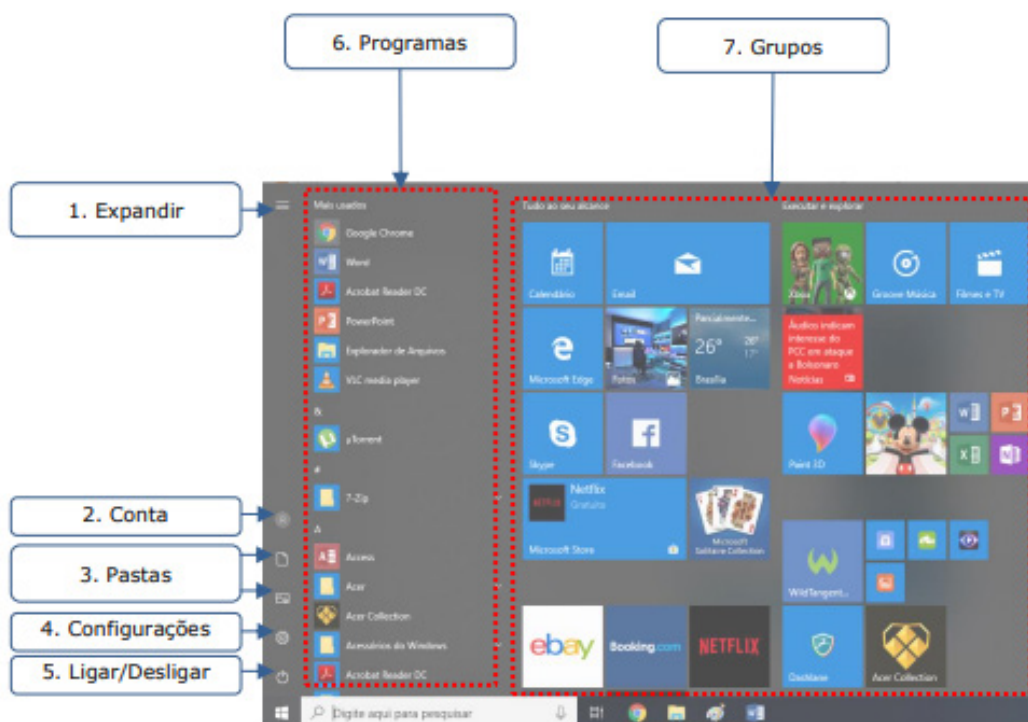 6. Programas
7. Grupos
1. Expandir
2. Conta
3. Pastas
4. Configurações
5. Ligar/Desligar
Mais usados
Google Chrome
Word
Acrobat Reader DC
PowerPoint
Explorador de Arquivos
VLC media player
&
µTorrent
#
7-Zip
A
Access
Acer
Acer Collection
Acessórios do Windows
Acrobat Reader DC
Tudo ao seu alcance
Calendário
Email
Microsoft Edge
Fotos
Parcialmente...
26°
26°
17°
Brasília
Skype
Facebook
NETFLIX
Netflix
Gratuito
Microsoft Store
Microsoft
Solitaire Collection
ebay
Booking.com
NETFLIX
Executar e explorar
Xbox
Groove Música
Filmes e TV
Áudios indicam
interesse do
PCC em ataque
a Bolsonaro
Notícias
Paint 3D
WildTangent...
Dashlane
Acer Collection
Digite aqui para pesquisar